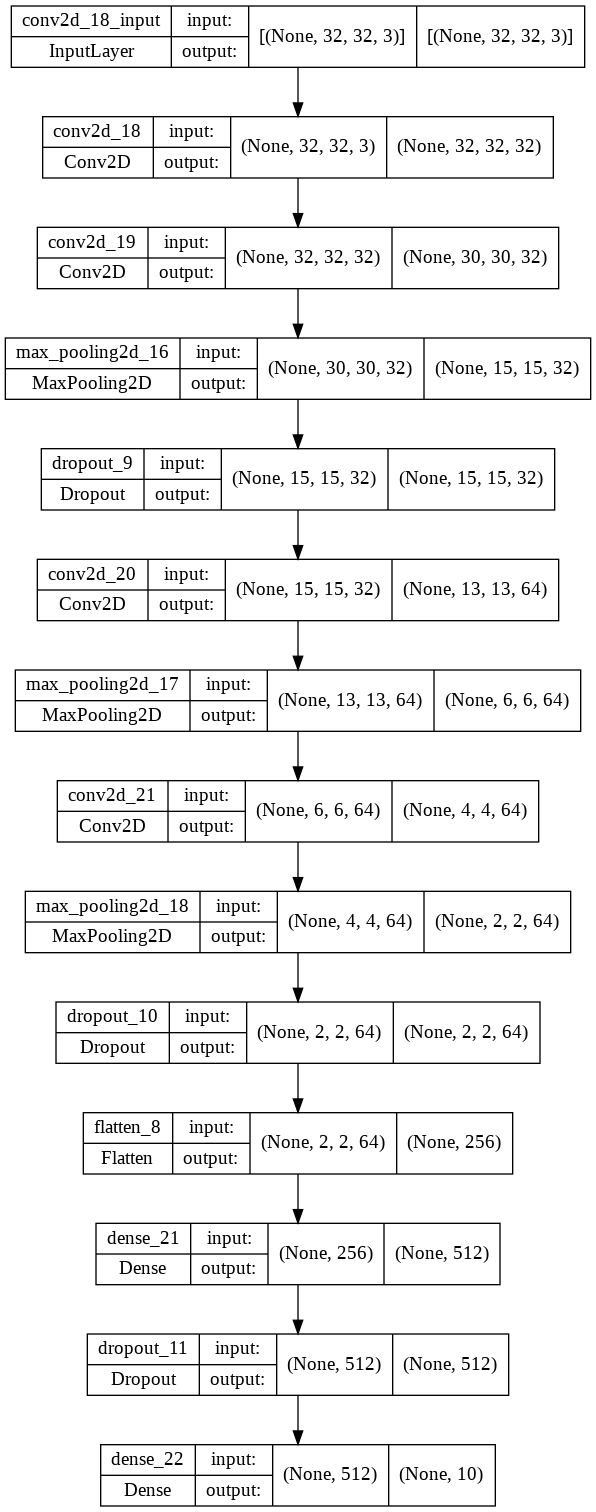 conv2d_18_input input: [(None, 32, 32, 3)] [(None, 32, 32, 3)]
InputLayer output:
conv2d_18 input: (None, 32, 32, 3) (None, 32, 32, 32)
Conv2D output:
conv2d_19 input: (None, 32, 32, 32) (None, 30, 30, 32)
Conv2D output:
max_pooling2d_16 input: (None, 30, 30, 32) (None, 15, 15, 32)
MaxPooling2D output:
dropout_9 input: (None, 15, 15, 32) (None, 15, 15, 32)
Dropout output:
conv2d_20 input: (None, 15, 15, 32) (None, 13, 13, 64)
Conv2D output:
max_pooling2d_17 input: (None, 13, 13, 64) (None, 6, 6, 64)
MaxPooling2D output:
conv2d_21 input: (None, 6, 6, 64) (None, 4, 4, 64)
Conv2D output:
max_pooling2d_18 input: (None, 4, 4, 64) (None, 2, 2, 64)
MaxPooling2D output:
dropout_10 input: (None, 2, 2, 64) (None, 2, 2, 64)
Dropout output:
flatten_8 input: (None, 2, 2, 64) (None, 256)
Flatten output:
dense_21 input: (None, 256) (None, 512)
Dense output:
dropout_11 input: (None, 512) (None, 512)
Dropout output:
dense_22 input: (None, 512) (None, 10)
Dense output: